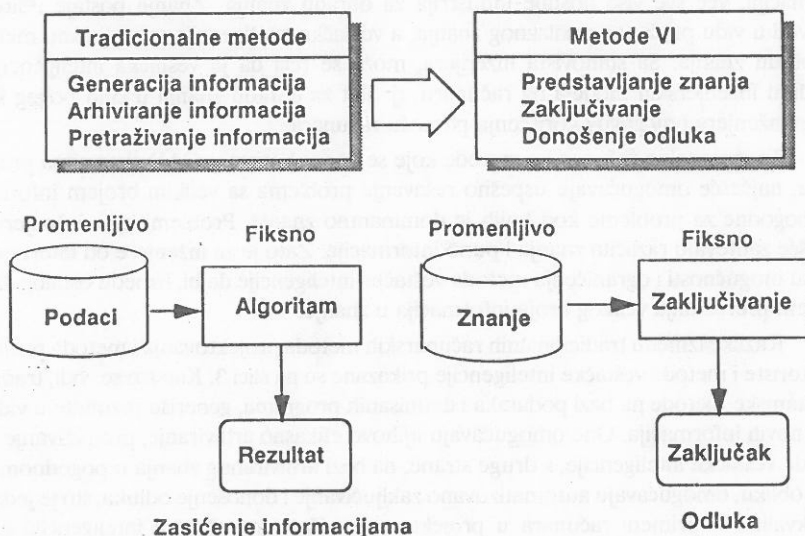 Tradicionalne metode
Generacija informacija
Arhiviranje informacija
Pretraživanje informacija
Metode VI
Predstavljanje znanja
Zaključivanje
Donošenje odluka
Promenljivo
Fiksno
Podaci
Algoritam
Rezultat
Zasićenje informacijama
Promenljivo
Fiksno
Znanje
Zaključivanje
Zaključak
Odluka